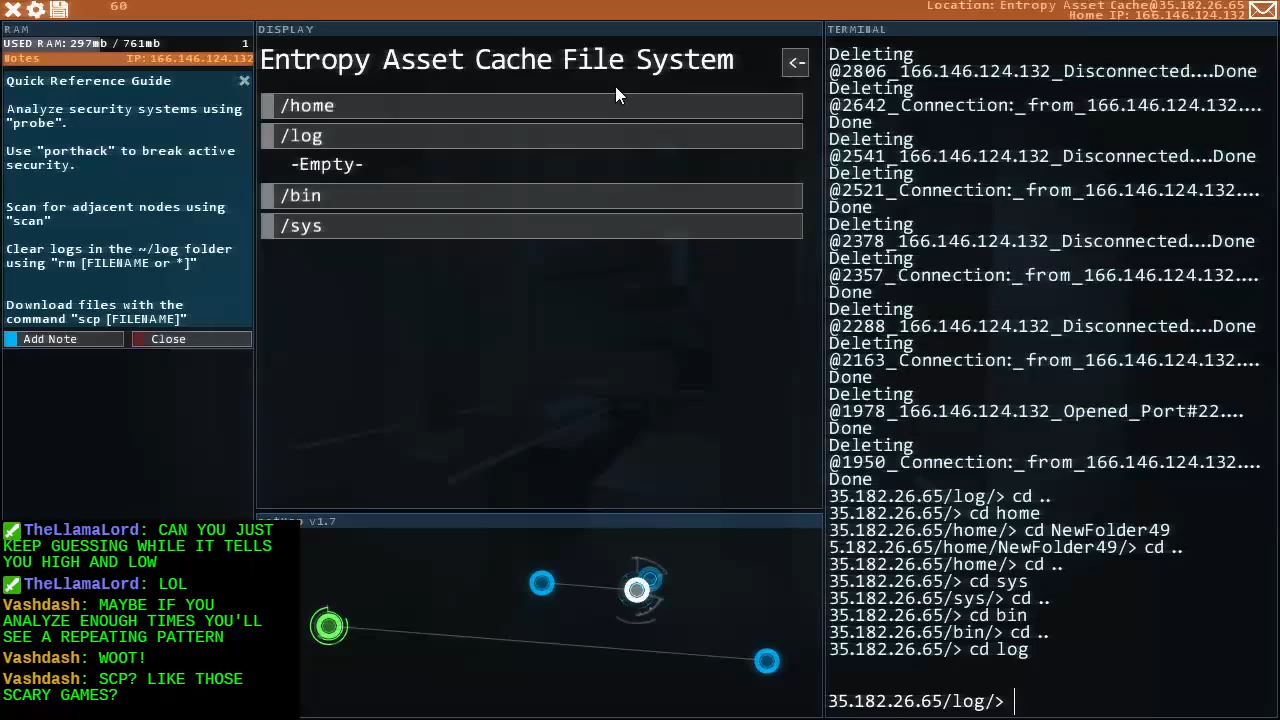 60
Location: Entropy Asset Cache@35.182.26.65
Home IP: 166.146.124.132
RAM
USED RAM: 297mb / 761mb 1
Notes IP: 166.146.124.132
Quick Reference Guide
Analyze security systems using
"probe".
Use "porthack" to break active
security.
Scan for adjacent nodes using
"scan"
Clear logs in the ~/log folder
using "rm [FILENAME or *]"
Download files with the
command "scp [FILENAME]"
Add Note
Close
DISPLAY
Entropy Asset Cache File System
<-
/home
/log
-Empty-
/bin
/sys
v1.7
TheLlamaLord: CAN YOU JUST
KEEP GUESSING WHILE IT TELLS
YOU HIGH AND LOW
TheLlamaLord: LOL
Vashdash: MAYBE IF YOU
ANALYZE ENOUGH TIMES YOU'LL
SEE A REPEATING PATTERN
Vashdash: WOOT!
Vashdash: SCP? LIKE THOSE
SCARY GAMES?
TERMINAL
Deleting
@2806_166.146.124.132_Disconnected....Done
Deleting
@2642_Connection:_from_166.146.124.132....
Done
Deleting
@2541_166.146.124.132_Disconnected....Done
Deleting
@2521_Connection:_from_166.146.124.132....
Done
Deleting
@2378_166.146.124.132_Disconnected....Done
Deleting
@2357_Connection:_from_166.146.124.132....
Done
Deleting
@2288_166.146.124.132_Disconnected....Done
Deleting
@2163_Connection:_from_166.146.124.132....
Done
Deleting
@1978_166.146.124.132_Opened_Port#22....
Done
Deleting
@1950_Connection:_from_166.146.124.132....
Done
35.182.26.65/log/> cd ..
35.182.26.65/> cd home
35.182.26.65/home/> cd NewFolder49
5.182.26.65/home/NewFolder49/> cd ..
35.182.26.65/home/> cd ..
35.182.26.65/> cd sys
35.182.26.65/sys/> cd ..
35.182.26.65/> cd bin
35.182.26.65/bin/> cd ..
35.182.26.65/> cd log
35.182.26.65/log/>